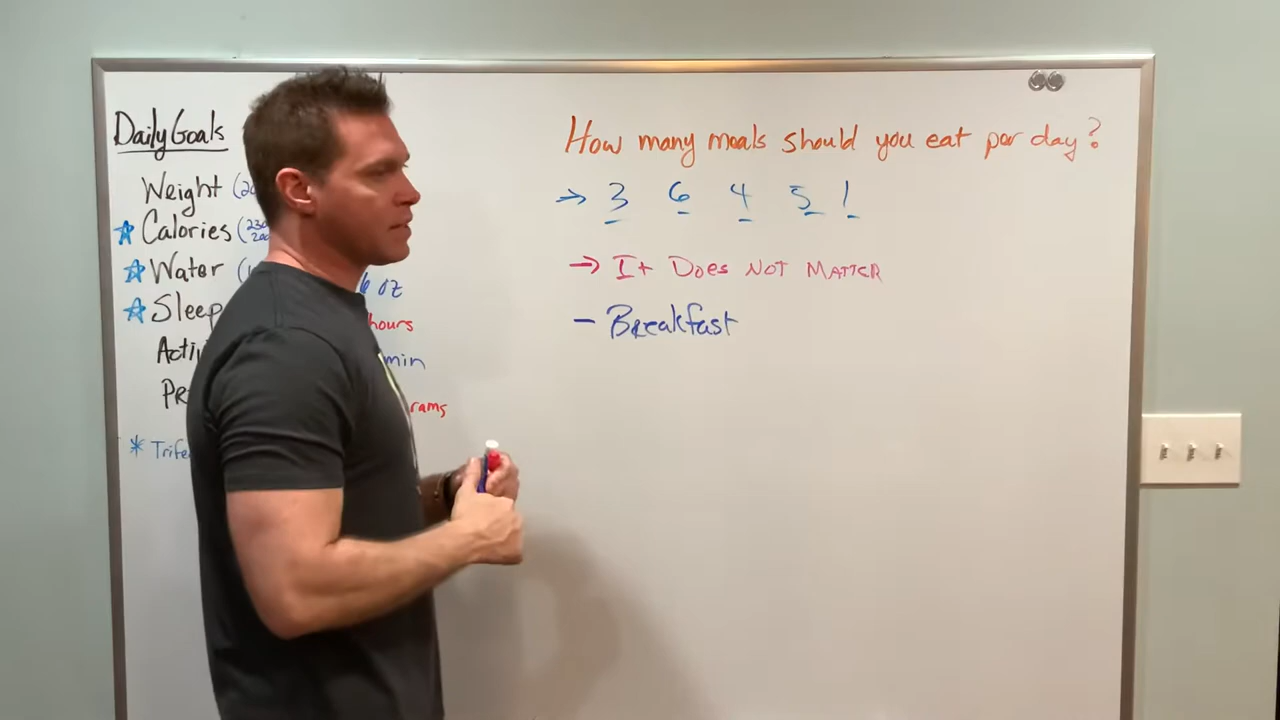 Daily Goals
Weight
Calories
Water
oz
Sleep
hours
min
* 
How many meals should you eat per day?
→ 3 6 4 5 1
→ It Does Not Matter
- Breakfast